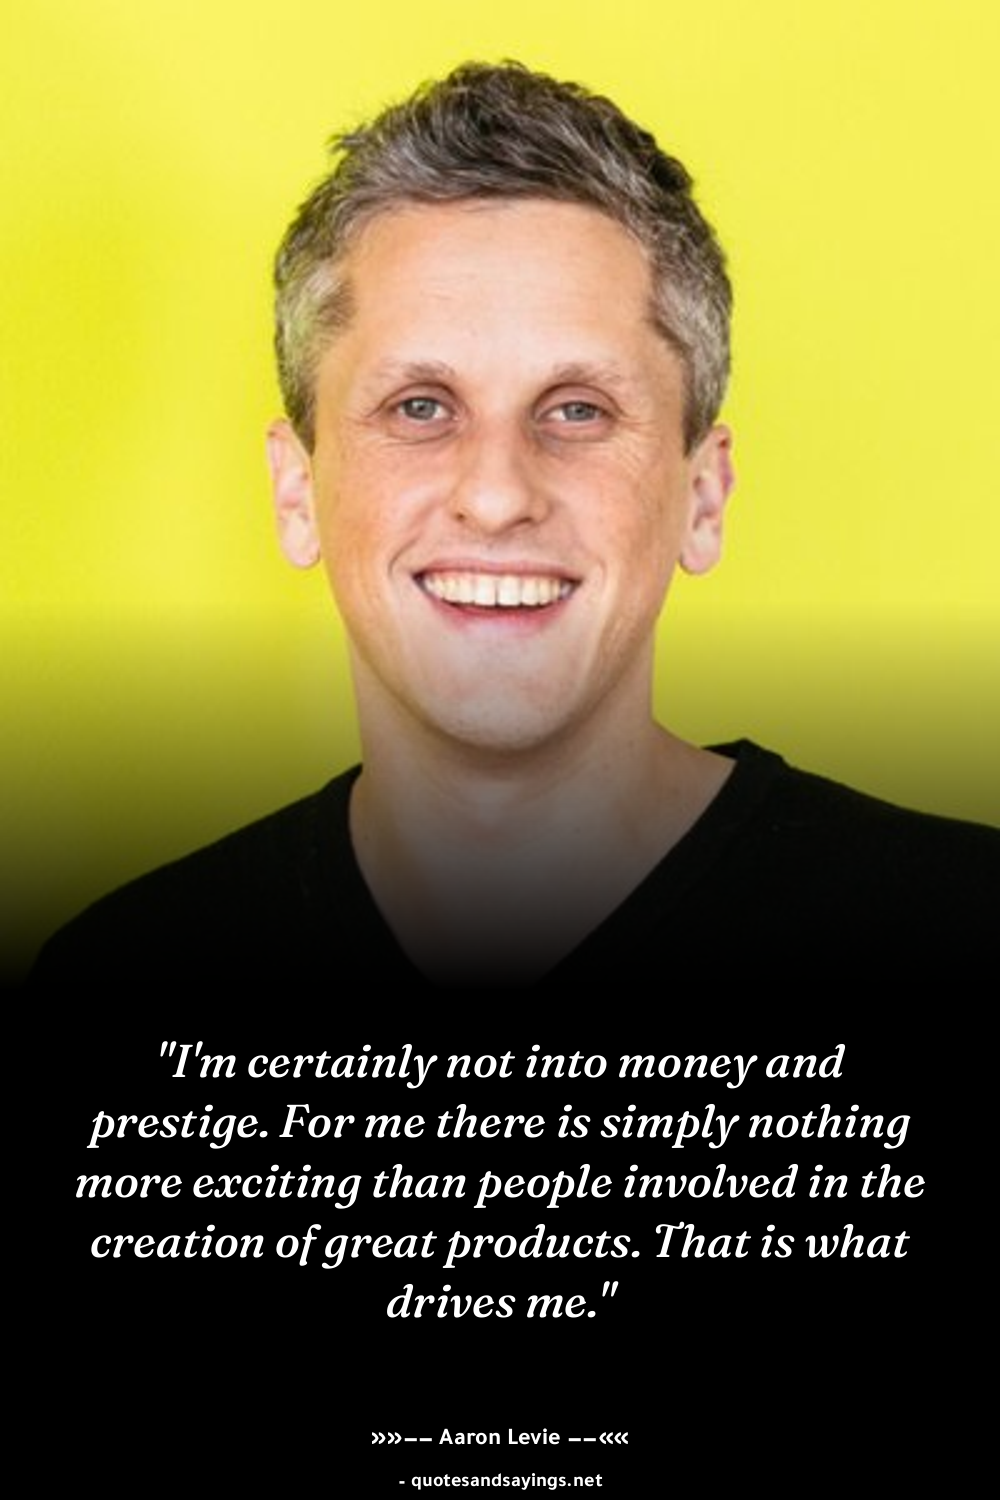 "I'm certainly not into money and
prestige. For me there is simply nothing
more exciting than people involved in the
creation of great products. That is what
drives me."
»»–– Aaron Levie ––««
- quotesandsayings.net